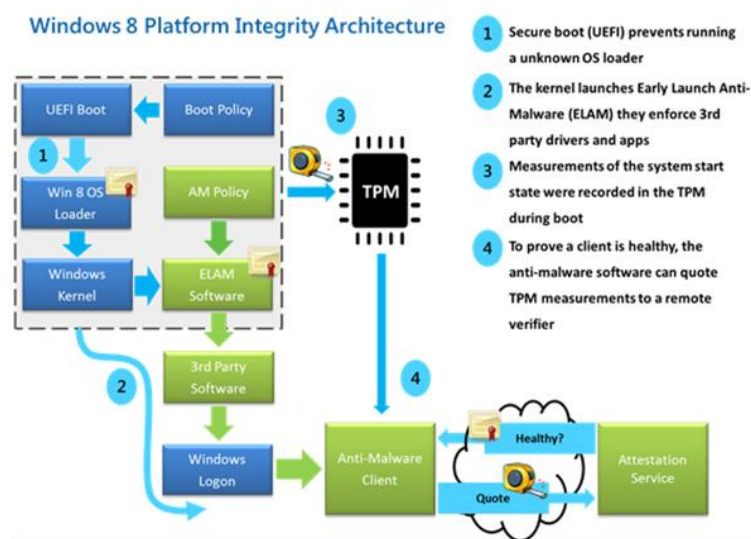 Windows 8 Platform Integrity Architecture
UEFI Boot
Boot Policy
1
Win 8 OS
Loader
AM Policy
Windows
Kernel
ELAM
Software
3
TPM
2
3rd Party
Software
4
Windows
Logon
Anti-Malware
Client
Healthy?
Quote
Attestation
Service
1
Secure boot (UEFI) prevents running
a unknown OS loader
2
The kernel launches Early Launch Anti-
Malware (ELAM) they enforce 3rd
party drivers and apps
3
Measurements of the system start
state were recorded in the TPM
during boot
4
To prove a client is healthy, the
anti-malware software can quote
TPM measurements to a remote
verifier